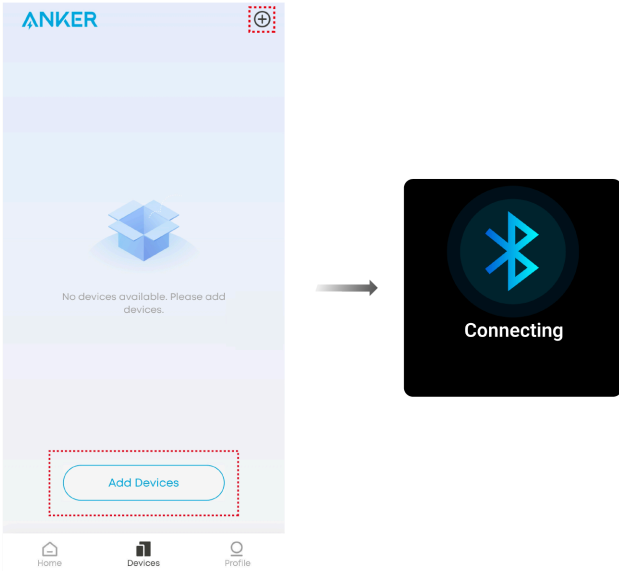 ANKER
No devices available. Please add
devices.
Add Devices
Home
Devices
Profile
Connecting